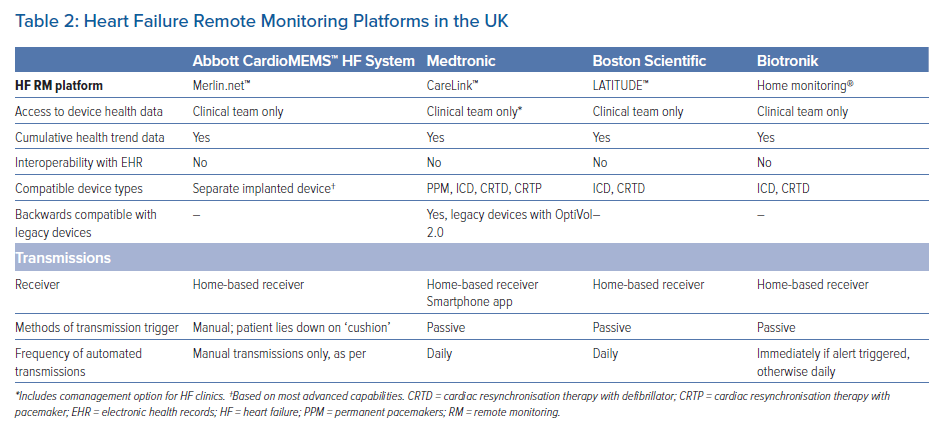 Table 2: Heart Failure Remote Monitoring Platforms in the UK
Abbott CardioMEMS™ HF System Medtronic Boston Scientific Biotronik
HF RM platform Merlin.net™ CareLink™ LATITUDE™ Home monitoring®
Access to device health data Clinical team only Clinical team only* Clinical team only Clinical team only
Cumulative health trend data Yes Yes Yes Yes
Interoperability with EHR No No No No
Compatible device types Separate implanted device† PPM, ICD, CRTD, CRTP ICD, CRTD ICD, CRTD
Backwards compatible with – Yes, legacy devices with OptiVol – –
legacy devices 2.0
Transmissions
Receiver Home-based receiver Home-based receiver Home-based receiver Home-based receiver
Smartphone app
Methods of transmission trigger Manual; patient lies down on ‘cushion’ Passive Passive Passive
Frequency of automated Manual transmissions only, as per Daily Daily Immediately if alert triggered,
transmissions otherwise daily
*Includes comanagement option for HF clinics. †Based on most advanced capabilities. CRTD = cardiac resynchronisation therapy with defibrillator; CRTP = cardiac resynchronisation therapy with
pacemaker; EHR = electronic health records; HF = heart failure; PPM = permanent pacemakers; RM = remote monitoring.